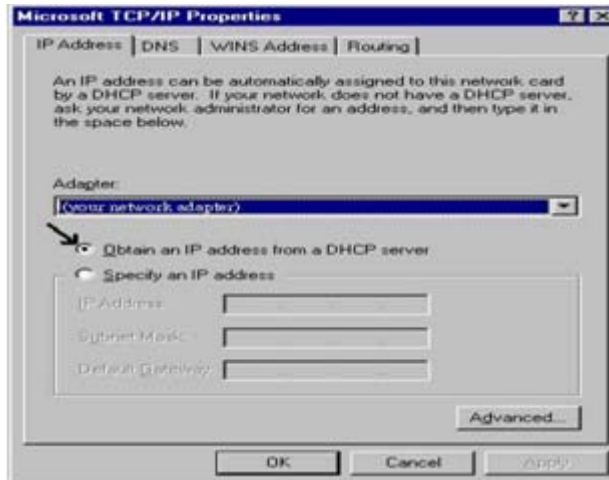 Microsoft TCP/IP Properties
IP Address DNS WINS Address Routing
An IP address can be automatically assigned to this network card
by a DHCP server. If your network does not have a DHCP server,
ask your network administrator for an address, and then type it in
the space below.
Adapter:
(your network adapter)
Obtain an IP address from a DHCP server
Specify an IP address
IP Address:
Subnet Mask:
Default Gateway:
Advanced...
OK Cancel Apply